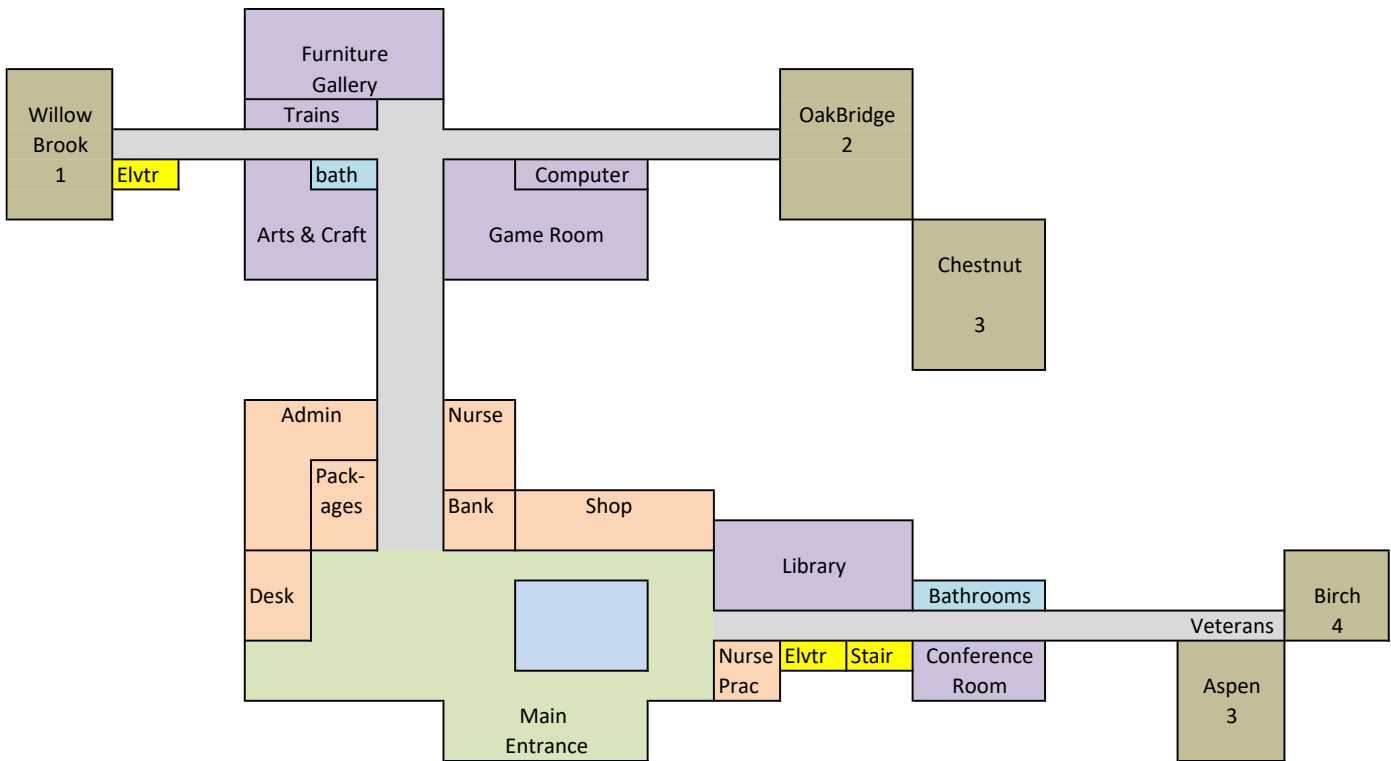 Furniture
Gallery
Willow
Brook
1
Trains
OakBridge
2
Elvtr
bath
Computer
Arts & Craft
Game Room
Chestnut
3
Admin
Nurse
Pack-
ages
Bank
Shop
Library
Desk
Bathrooms
Birch
4
Veterans
Nurse
Prac
Elvtr
Stair
Conference
Room
Aspen
3
Main
Entrance